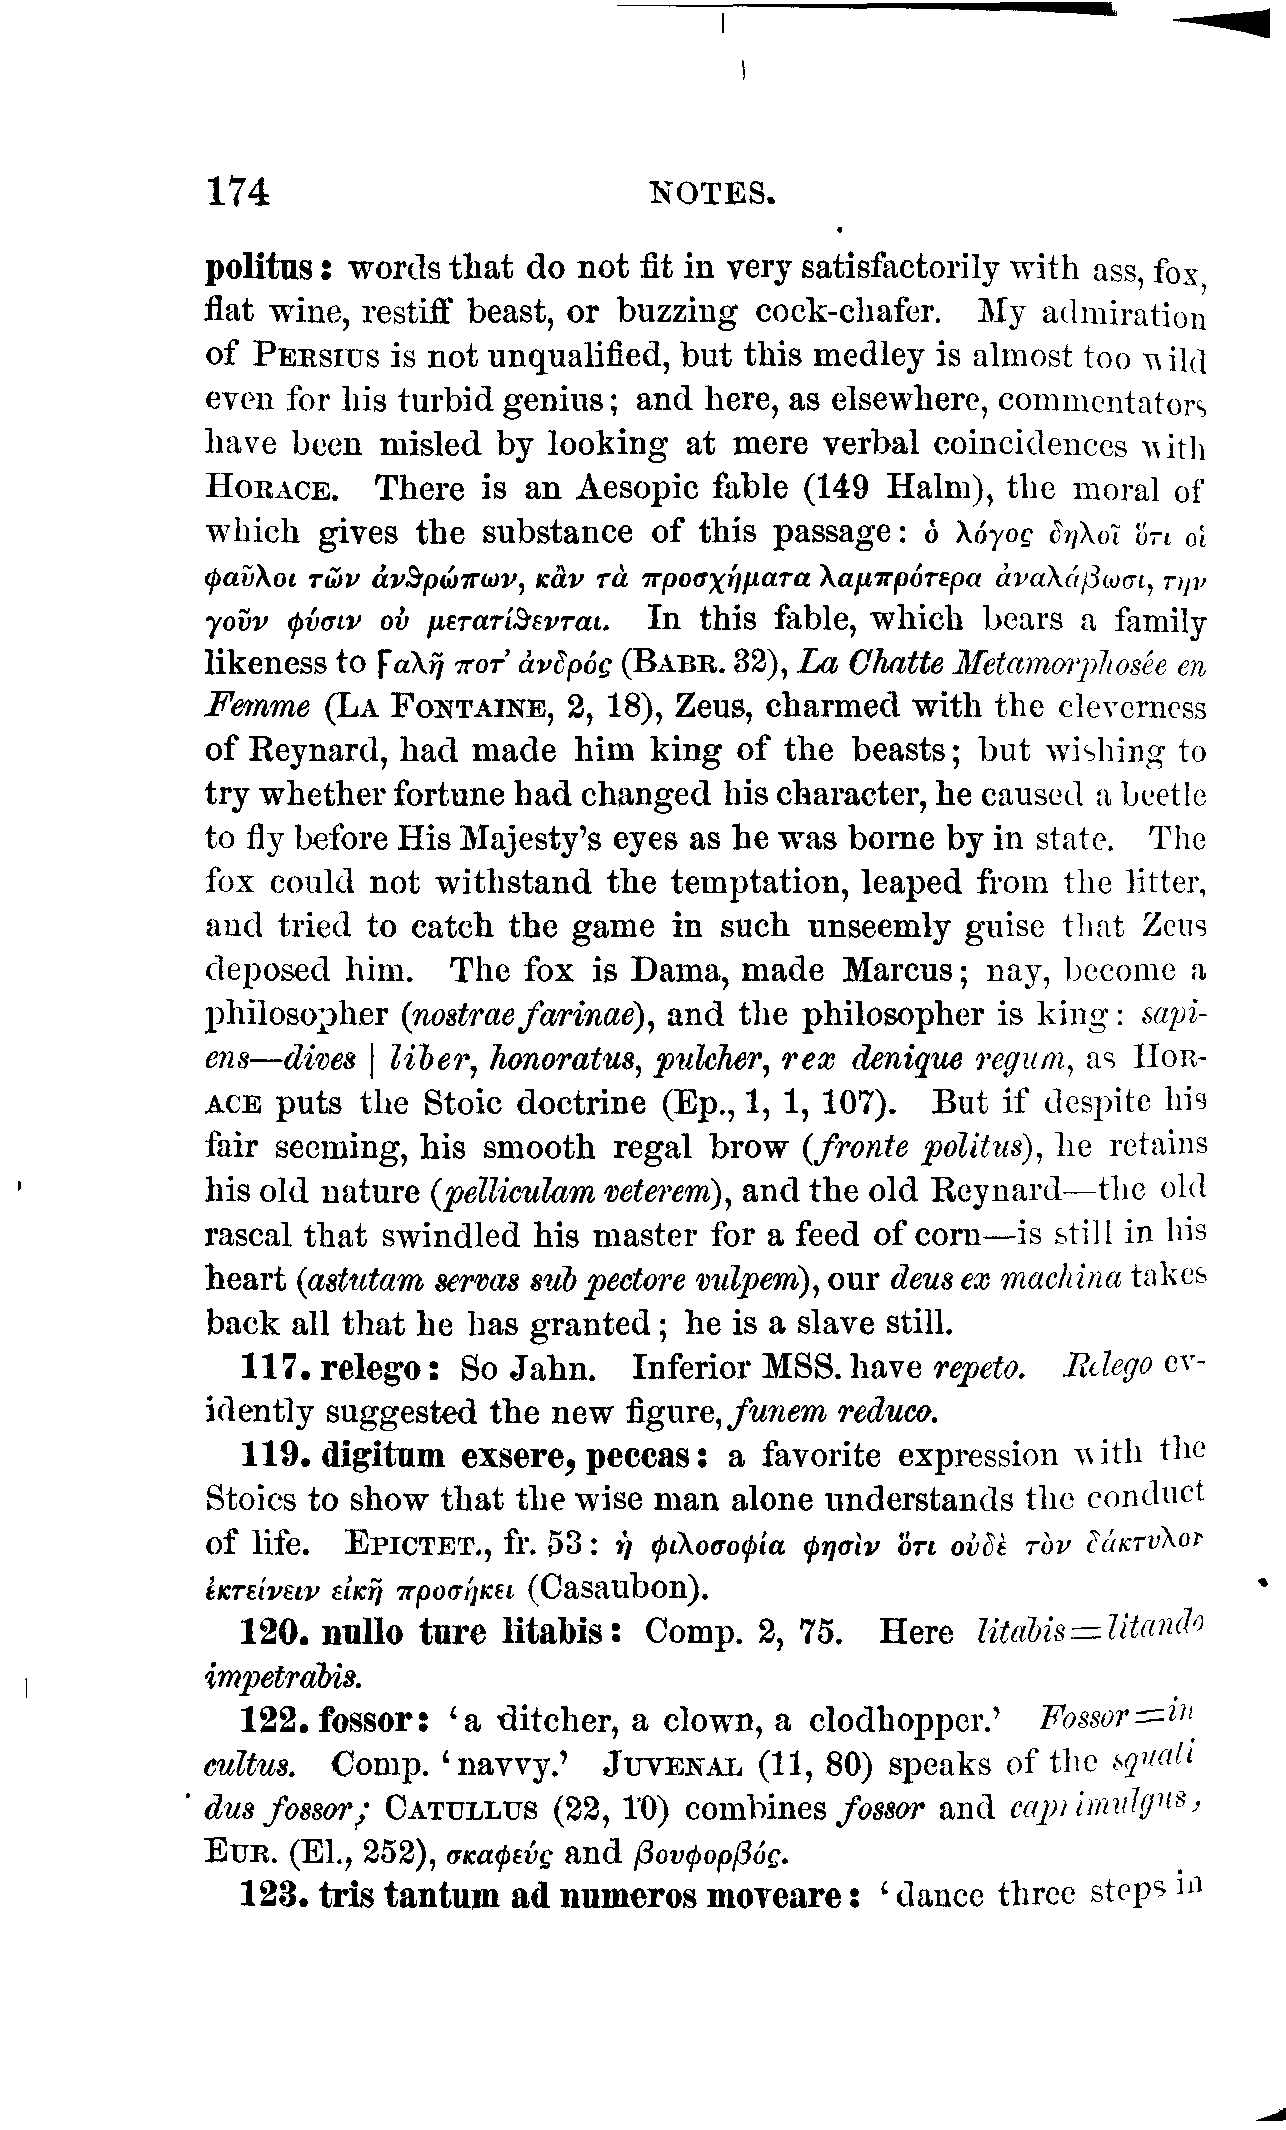 174 NOTES.
politus: words that do not fit in very satisfactorily with ass, fox,
flat wine, restiff beast, or buzzing cock-chafer. My admiration
of PERSIUS is not unqualified, but this medley is almost too wild
even for his turbid genius; and here, as elsewhere, commentators
have been misled by looking at mere verbal coincidences with
HORACE. There is an Aesopic fable (149 Halm), the moral of
which gives the substance of this passage: ὁ λόγος δηλοῖ ὅτι οἱ
φαῦλοι τῶν ἀνϑρώπων, κἂν τὰ προσχήματα λαμπρότερα ἀναλάβωσι, τὴν
γοῦν φύσιν οὐ μετατίϑενται. In this fable, which bears a family
likeness to Γαλῆ ποτ’ ἀνδρός (BABR. 32), La Chatte Metamorphosée en
Femme (LA FONTAINE, 2, 18), Zeus, charmed with the cleverness
of Reynard, had made him king of the beasts; but wishing to
try whether fortune had changed his character, he caused a beetle
to fly before His Majesty's eyes as he was borne by in state. The
fox could not withstand the temptation, leaped from the litter,
and tried to catch the game in such unseemly guise that Zeus
deposed him. The fox is Dama, made Marcus; nay, become a
philosopher (nostrae farinae), and the philosopher is king: sapi-
ens—dives | liber, honoratus, pulcher, rex denique regum, as HOR-
ACE puts the Stoic doctrine (Ep., 1, 1, 107). But if despite his
fair seeming, his smooth regal brow (fronte politus), he retains
his old nature (pelliculam veterem), and the old Reynard—the old
rascal that swindled his master for a feed of corn—is still in his
heart (astutam servas sub pectore vulpem), our deus ex machina takes
back all that he has granted; he is a slave still.
117. relego: So Jahn. Inferior MSS. have repeto. Relego ev-
idently suggested the new figure, funem reduco.
119. digitum exsere, peccas: a favorite expression with the
Stoics to show that the wise man alone understands the conduct
of life. EPICTET., fr. 53: ἡ φιλοσοφία φησὶν ὅτι οὐδὲ τὸν δάκτυλον
ἐκτείνειν εἰκῆ προσήκει (Casaubon).
120. nullo ture litabis: Comp. 2, 75. Here litabis=litando
impetrabis.
122. fossor: ‘a ditcher, a clown, a clodhopper.’ Fossor=in
cultus. Comp. ‘navvy.’ JUVENAL (11, 80) speaks of the squali
dus fossor; CATULLUS (22, 10) combines fossor and caprimulgus,
EUR. (El., 252), σκαφεύς and βουφορβός.
123. tris tantum ad numeros moveare: ‘dance three steps in